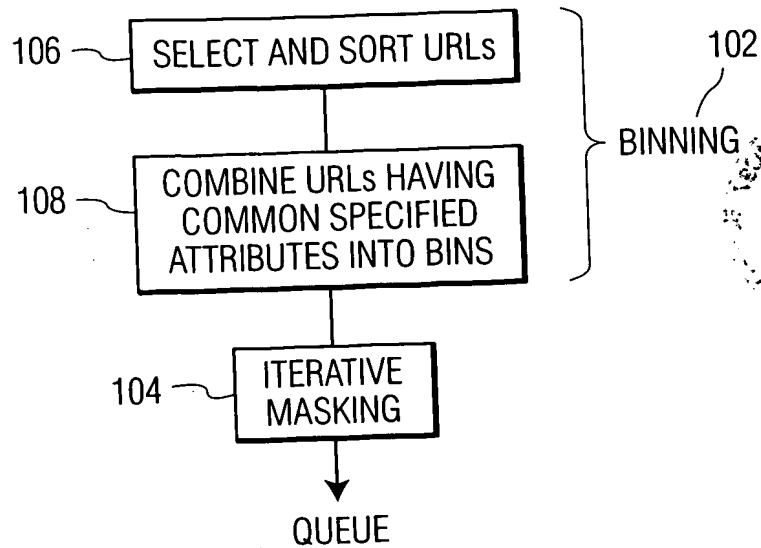 106
SELECT AND SORT URLs
102
BINNING
108
COMBINE URLs HAVING
COMMON SPECIFIED
ATTRIBUTES INTO BINS
104
ITERATIVE
MASKING
QUEUE